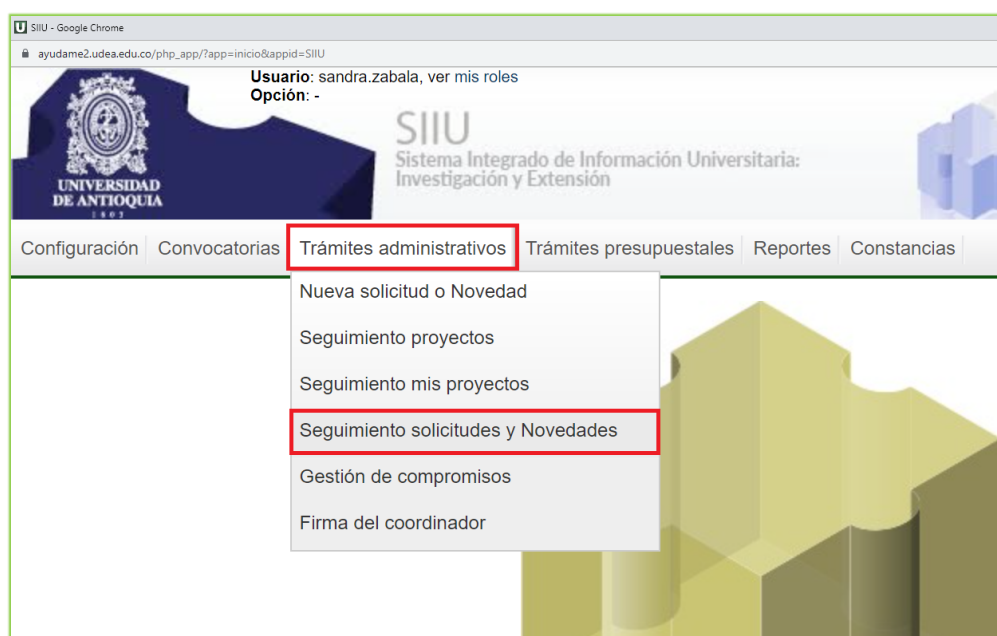 SIIU - Google Chrome
ayudame2.udea.edu.co/php_app/?app=inicio&appid=SIIU
Usuario: sandra.zabala, ver mis roles
Opción: -
SIIU
Sistema Integrado de Información Universitaria:
Investigación y Extensión
UNIVERSIDAD
DE ANTIOQUIA
1803
Configuración Convocatorias Trámites administrativos Trámites presupuestales Reportes Constancias
Nueva solicitud o Novedad
Seguimiento proyectos
Seguimiento mis proyectos
Seguimiento solicitudes y Novedades
Gestión de compromisos
Firma del coordinador